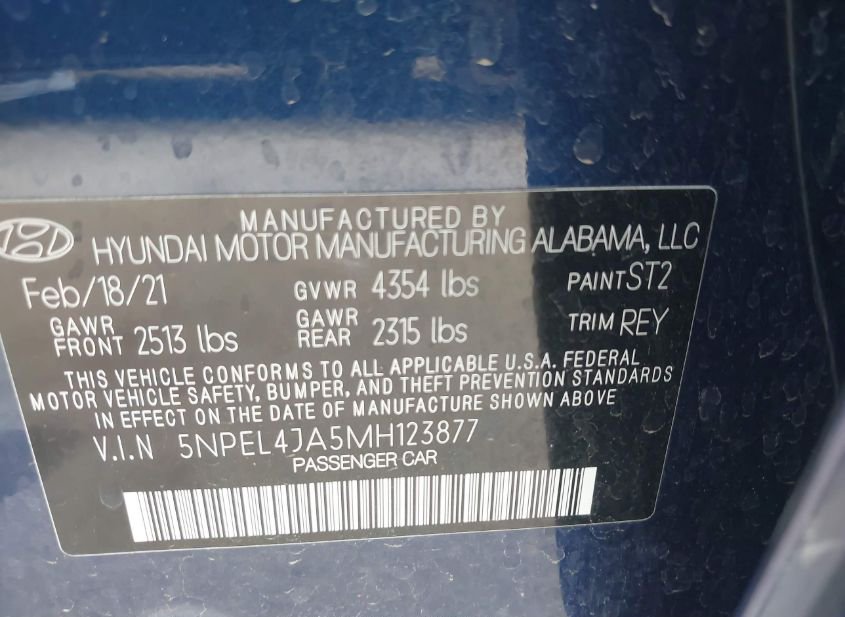 MANUFACTURED BY
HYUNDAI MOTOR MANUFACTURING ALABAMA, LLC
Feb/18/21 GVWR 4354 lbs PAINT ST2
GAWR FRONT 2513 lbs GAWR REAR 2315 lbs TRIM REY
THIS VEHICLE CONFORMS TO ALL APPLICABLE U.S.A. FEDERAL
MOTOR VEHICLE SAFETY, BUMPER, AND THEFT PREVENTION STANDARDS
IN EFFECT ON THE DATE OF MANUFACTURE SHOWN ABOVE
V.I.N 5NPEL4JA5MH123877
PASSENGER CAR